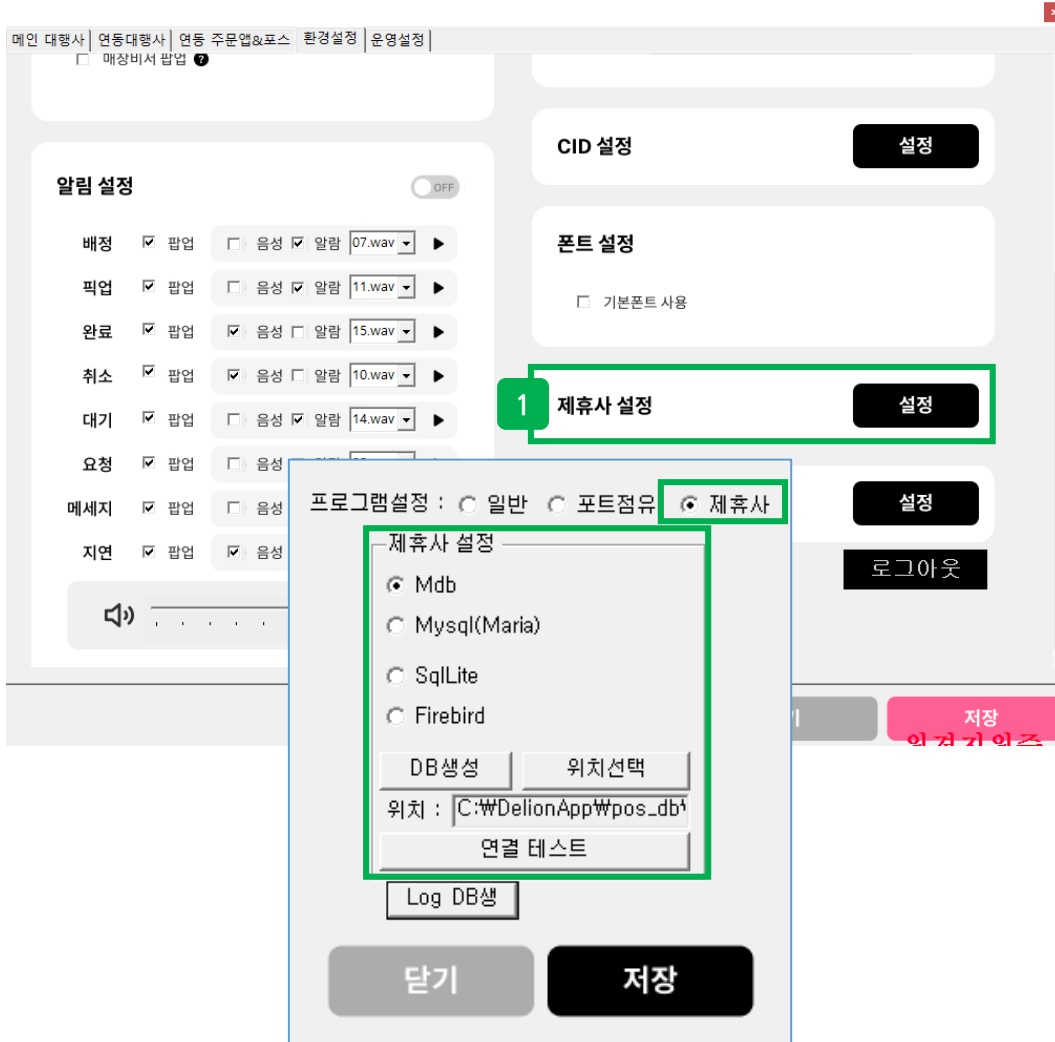 메인 대행사 연동대행사 연동 주문앱&포스 환경설정 운영설정
매장비서 팝업 ?
알림 설정 OFF
배정 팝업 음성 알람 07.wav
픽업 팝업 음성 알람 11.wav
완료 팝업 음성 알람 15.wav
취소 팝업 음성 알람 10.wav
대기 팝업 음성 알람 14.wav
요청 팝업 음성
메세지 팝업 음성
지연 팝업 음성
CID 설정 설정
폰트 설정
기본폰트 사용
1 제휴사 설정 설정
설정
로그아웃
저장
프로그램설정 : 일반 포트점유 제휴사
제휴사 설정
Mdb
Mysql(Maria)
SqlLite
Firebird
DB생성 위치선택
위치 : C:₩DelionApp₩pos_db₩
연결 테스트
Log DB생
닫기 저장